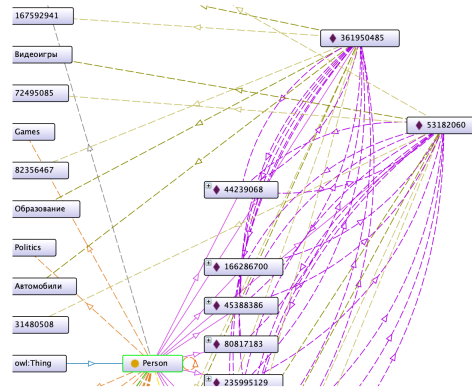 167592941
361950485
Видеоигры
72495085
53182060
Games
82356467
44239068
Образование
Politics
166286700
Автомобили
45388386
31480508
80817183
owl:Thing
Person
235995129